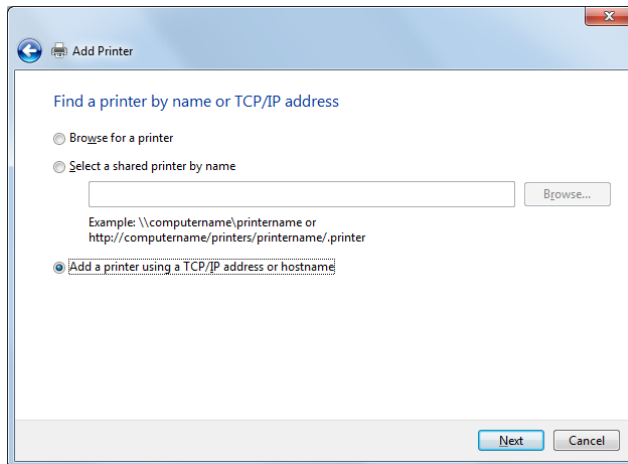 Add Printer
Find a printer by name or TCP/IP address
Browse for a printer
Select a shared printer by name
Browse...
Example: \\computername\printername or
http://computername/printers/printername/.printer
Add a printer using a TCP/IP address or hostname
Next Cancel